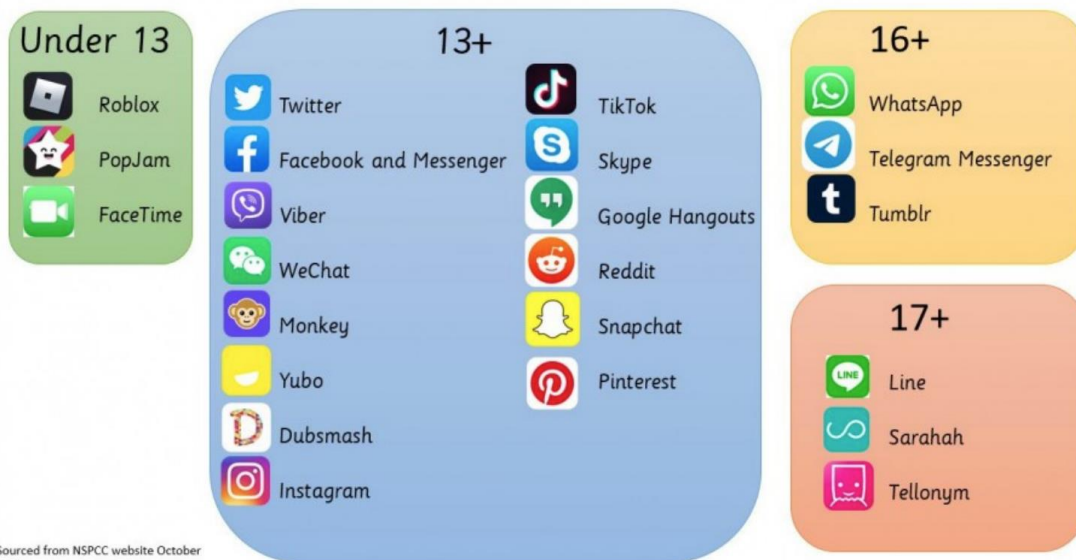 Under 13
Roblox
PopJam
FaceTime
13+
Twitter
Facebook and Messenger
Viber
WeChat
Monkey
Yubo
Dubsmash
Instagram
TikTok
Skype
Google Hangouts
Reddit
Snapchat
Pinterest
16+
WhatsApp
Telegram Messenger
Tumblr
17+
LINE
Line
Sarahah
Tellonym
Sourced from NSPCC website October